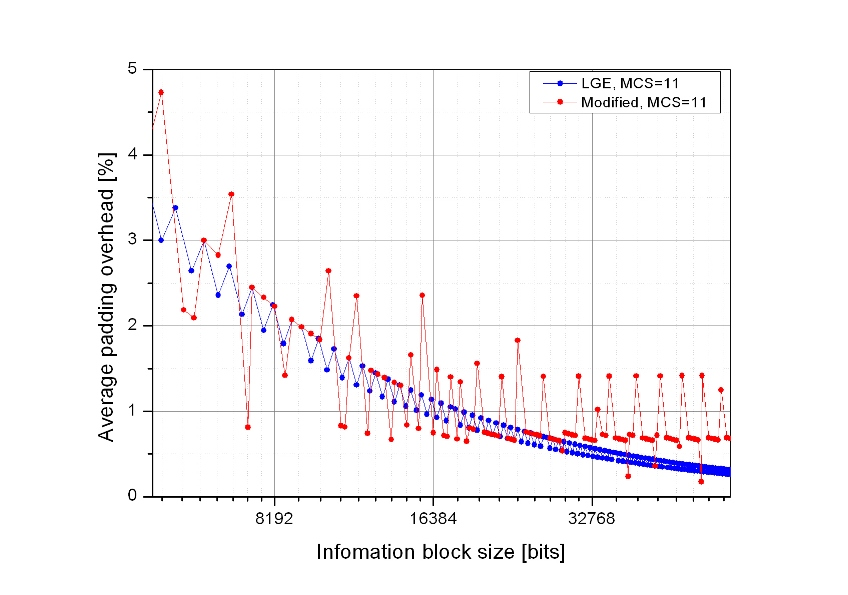 5
4
3
2
1
0
Average padding overhead [%]
LGE, MCS=11
Modified, MCS=11
8192
16384
32768
Infomation block size [bits]